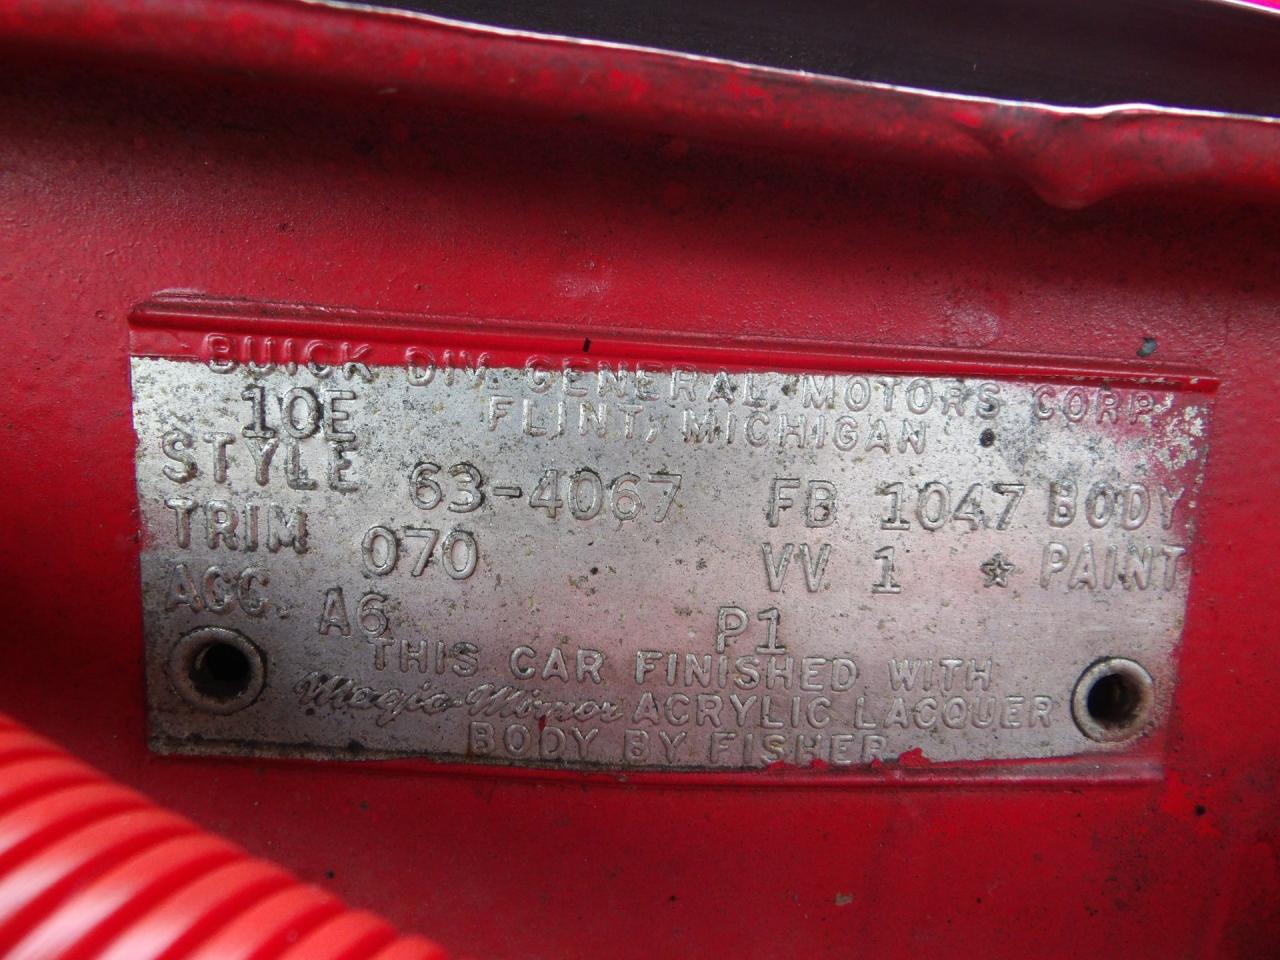 BUICK DIV. GENERAL MOTORS CORP.
10E FLINT, MICHIGAN
STYLE 63-4067 FB 1047 BODY
TRIM 070 VV 1 ☆ PAINT
ACC. A6 P1
THIS CAR FINISHED WITH
Magic-Mirror ACRYLIC LACQUER
BODY BY FISHER